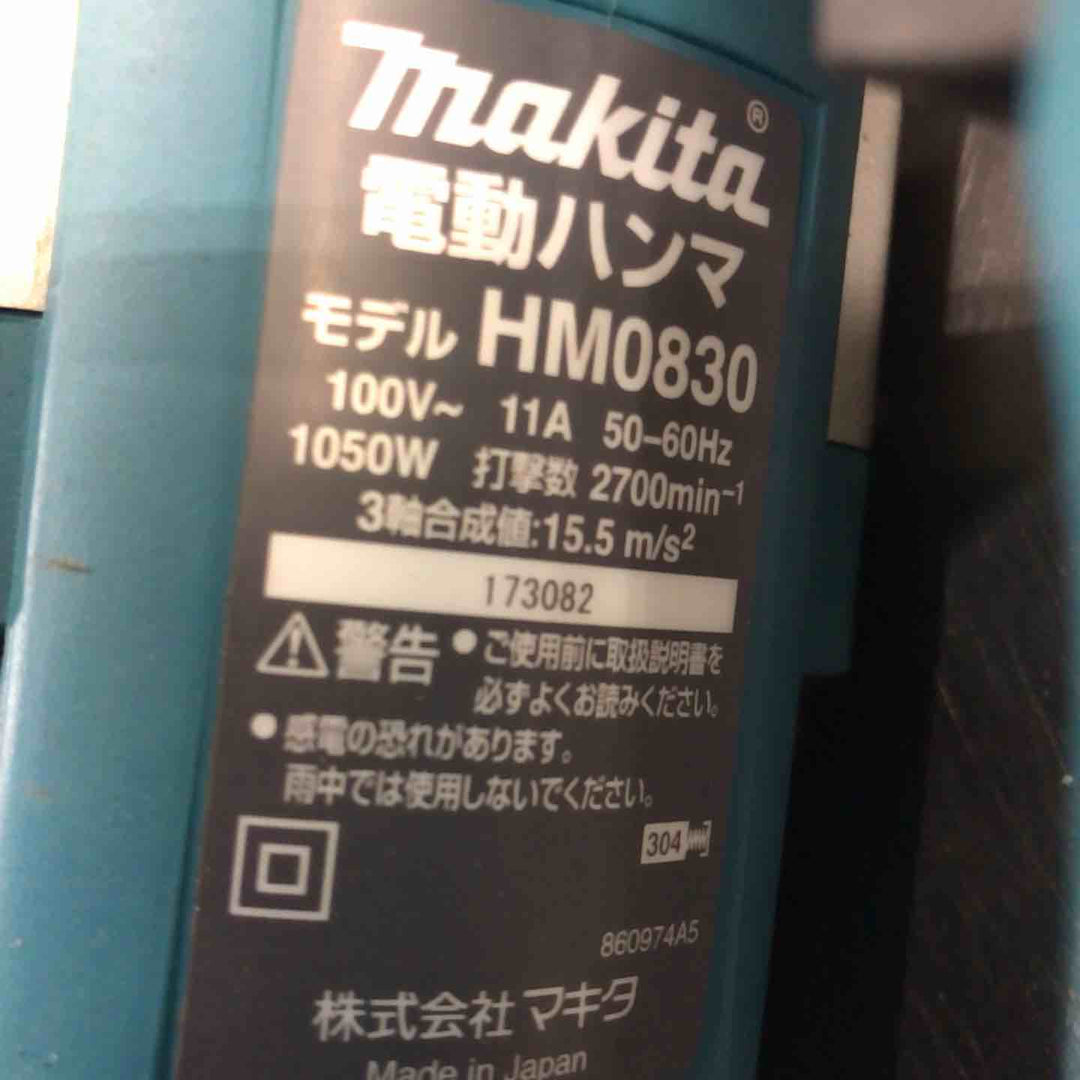 makita®
電動ハンマ
モデル HM0830
100V~ 11A 50-60Hz
1050W 打撃数 2700min⁻¹
3軸合成値:15.5 m/s²
173082
警告 ●ご使用前に取扱説明書を
必ずよくお読みください。
●感電の恐れがあります。
雨中では使用しないでください。
304
860974A5
株式会社マキタ
Made in Japan